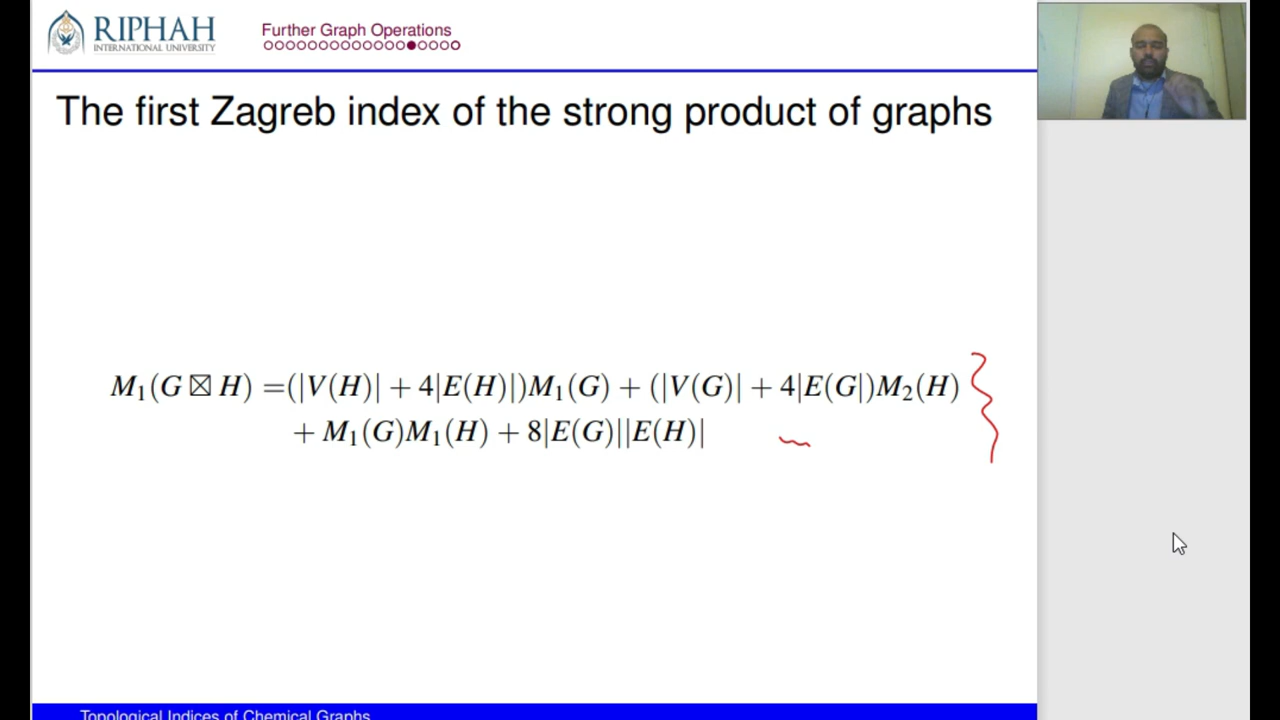 RIPHAH
INTERNATIONAL UNIVERSITY
Further Graph Operations
The first Zagreb index of the strong product of graphs
M₁(G ⊠ H) =(|V(H)| + 4|E(H)|)M₁(G) + (|V(G)| + 4|E(G|)M₂(H)
+ M₁(G)M₁(H) + 8|E(G)||E(H)|
Topological Indices of Chemical Graphs